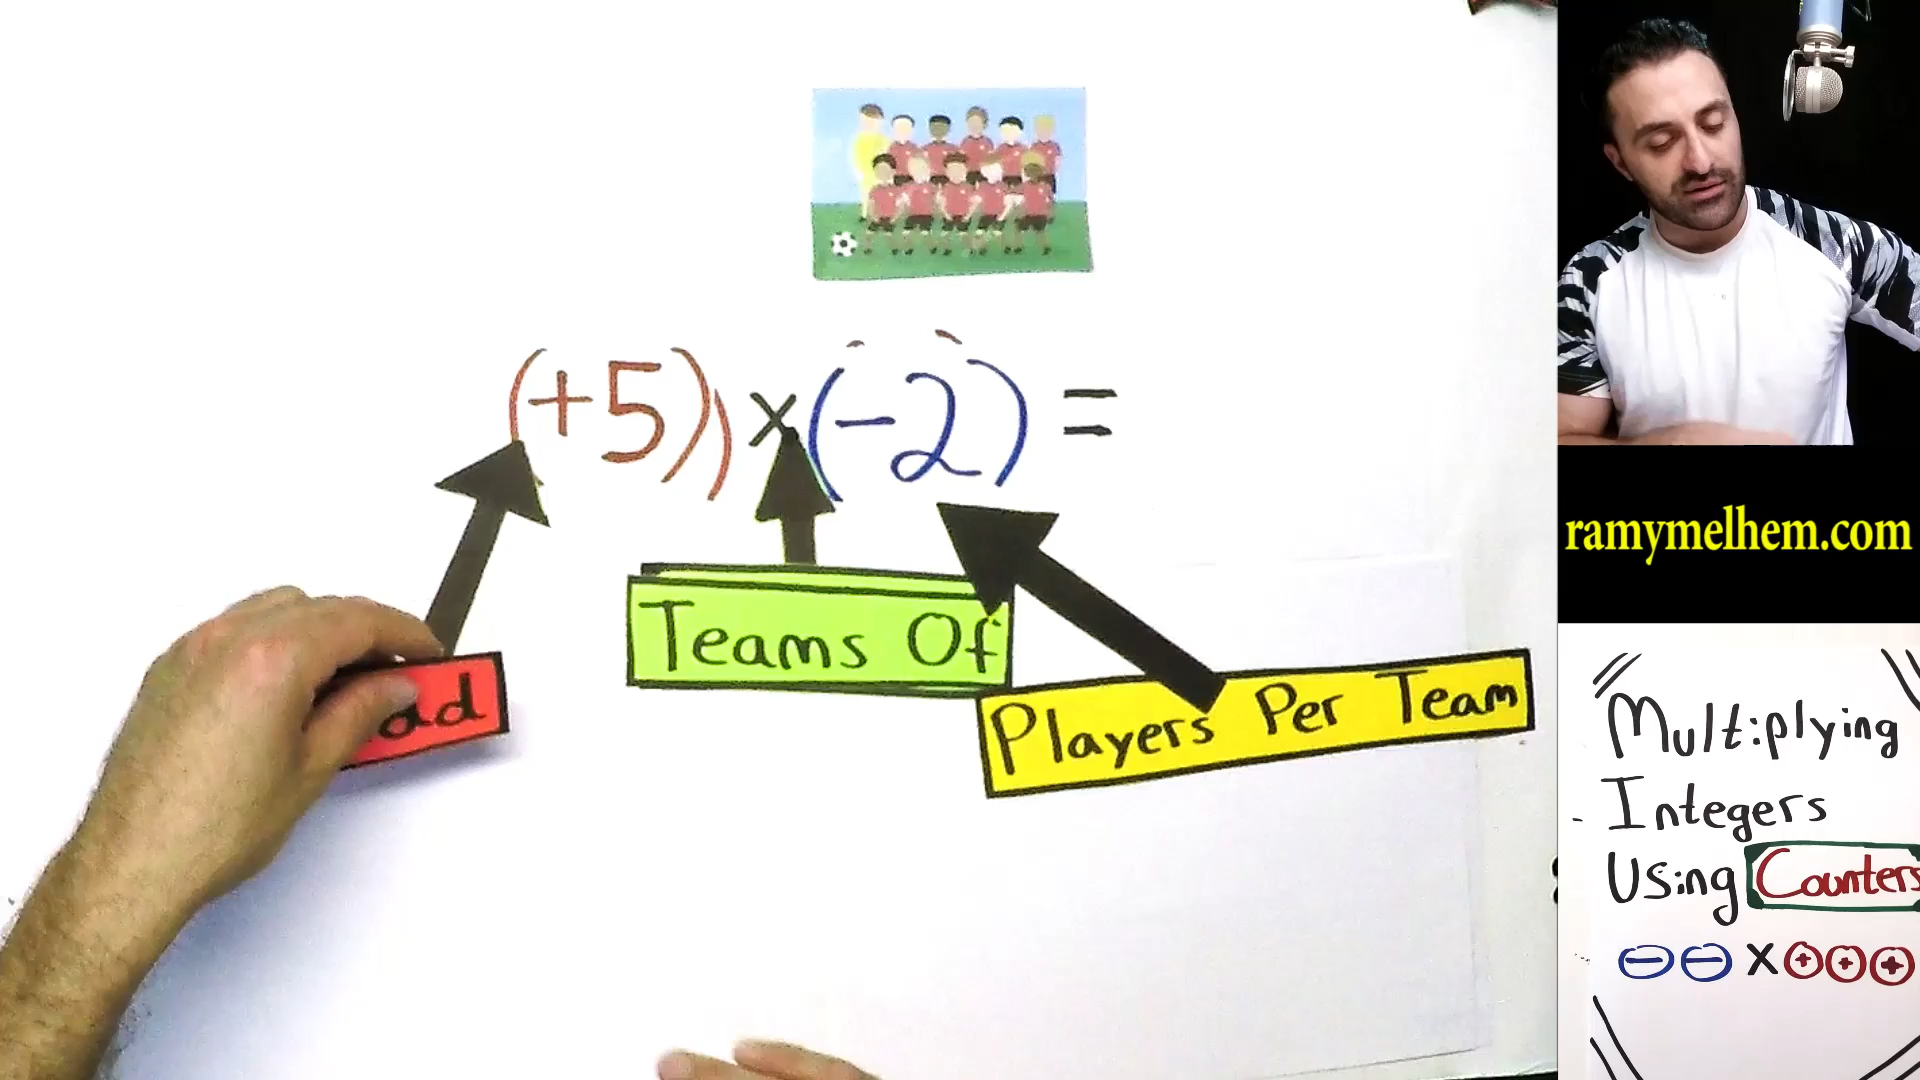 (+5)) x (-2) =
ad
Teams Of
Players Per Team
ramymelhem.com
Multiplying
Integers
Using Counters
- - X + + +